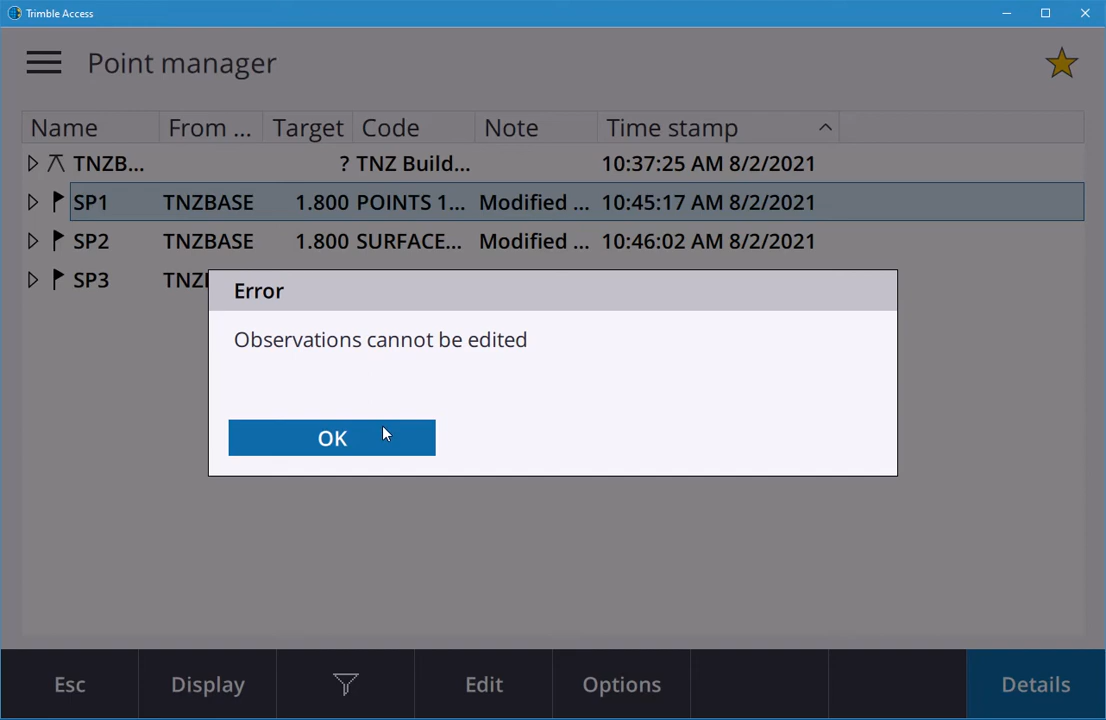 Trimble Access
Point manager
Name From ... Target Code Note Time stamp
TNZB... ? TNZ Build... 10:37:25 AM 8/2/2021
SP1 TNZBASE 1.800 POINTS 1... Modified ... 10:45:17 AM 8/2/2021
SP2 TNZBASE 1.800 SURFACE... Modified ... 10:46:02 AM 8/2/2021
SP3
Error
Observations cannot be edited
OK
Esc Display Edit Options Details